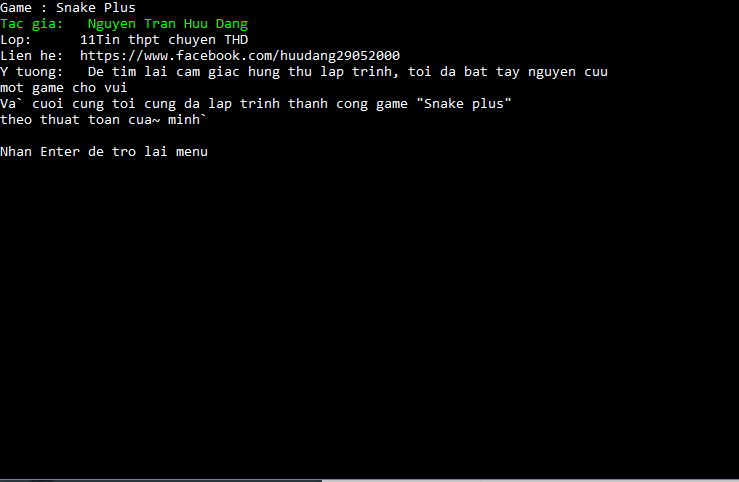 Game : Snake Plus
Tac gia:   Nguyen Tran Huu Dang
Lop:      11Tin thpt chuyen THD
Lien he:  https://www.facebook.com/huudang29052000
Y tuong:   De tim lai cam giac hung thu lap trinh, toi da bat tay nguyen cuu
mot game cho vui
Va` cuoi cung toi cung da lap trinh thanh cong game "Snake plus"
theo thuat toan cua~ minh`
Nhan Enter de tro lai menu